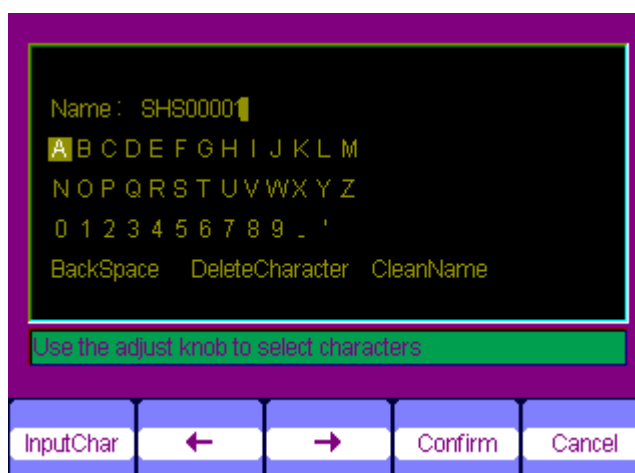 Name: SHS00001
A B C D E F G H I J K L M
N O P Q R S T U V W X Y Z
0 1 2 3 4 5 6 7 8 9 _ '
BackSpace DeleteCharacter CleanName
Use the adjust knob to select characters
InputChar ← → Confirm Cancel